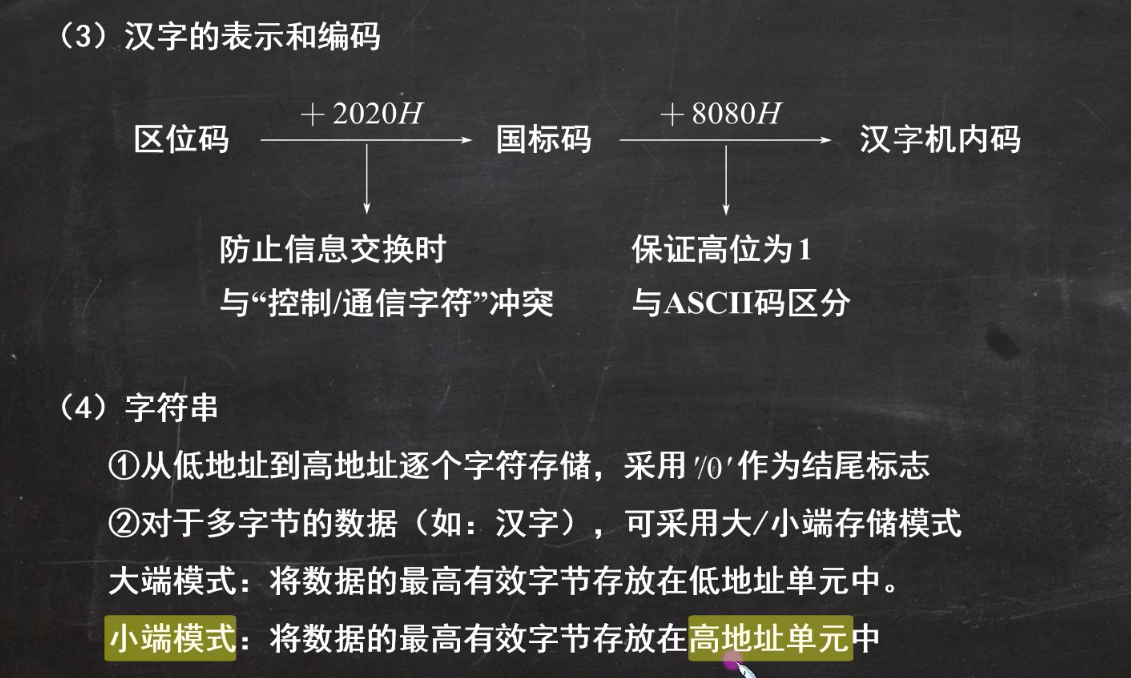 （3）汉字的表示和编码
区位码 +2020H 国标码 +8080H 汉字机内码
防止信息交换时 保证高位为1
与“控制/通信字符”冲突 与ASCII码区分
（4）字符串
①从低地址到高地址逐个字符存储，采用'/0'作为结尾标志
②对于多字节的数据（如：汉字），可采用大/小端存储模式
大端模式：将数据的最高有效字节存放在低地址单元中。
小端模式：将数据的最高有效字节存放在高地址单元中